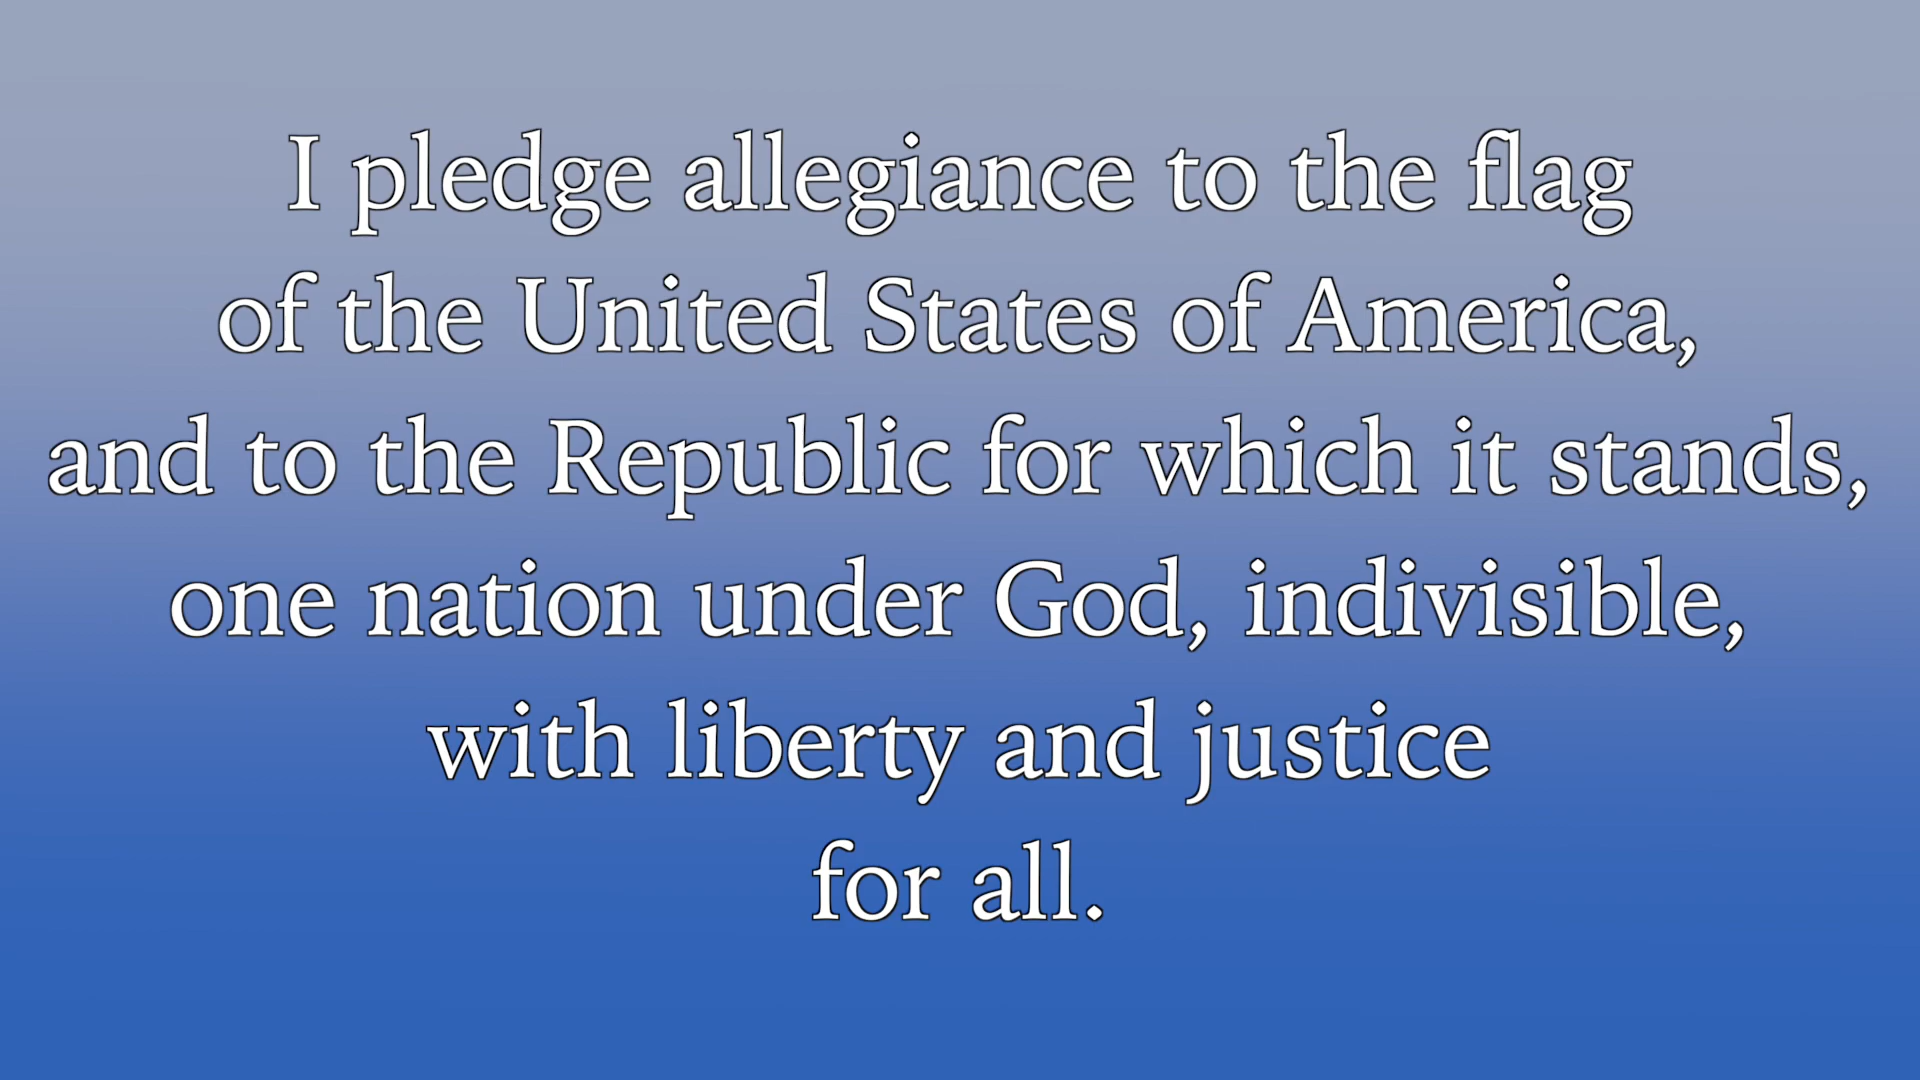 I pledge allegiance to the flag
of the United States of America,
and to the Republic for which it stands,
one nation under God, indivisible,
with liberty and justice
for all.